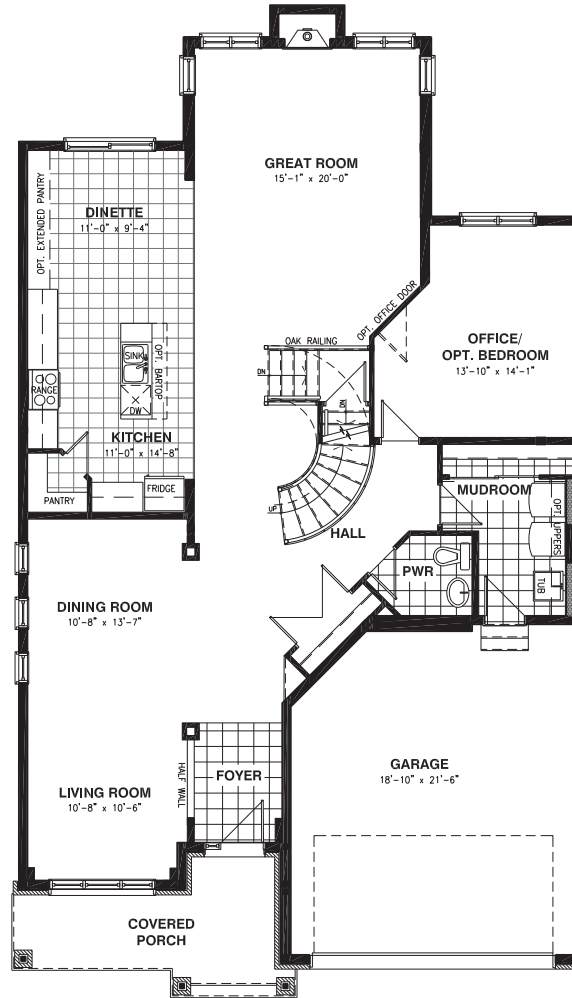 GREAT ROOM
15'-1" x 20'-0"
OPT. EXTENDED PANTRY
DINETTE
11'-0" x 9'-4"
OPT. OFFICE DOOR
OAK RAILING
OFFICE/
OPT. BEDROOM
13'-10" x 14'-1"
SINK
OPT. BARTOP
DN
RANGE
DW
DN
KITCHEN
11'-0" x 14'-8"
FRIDGE
PANTRY
UP
HALL
MUDROOM
OPT. UPPERS
PWR
TUB
DINING ROOM
10'-8" x 13'-7"
FOYER
HALF WALL
LIVING ROOM
10'-8" x 10'-6"
GARAGE
18'-10" x 21'-6"
COVERED
PORCH